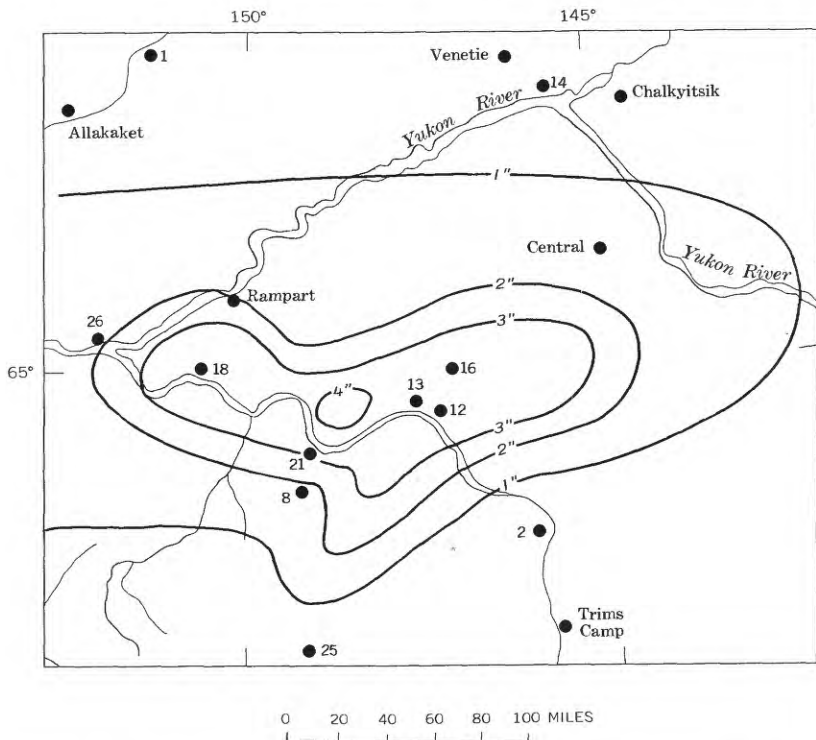 150° 145°
1
Venetie
14
Chalkyitsik
Allakaket
Yukon River
1"
Central
Yukon River
2"
Rampart
3"
26
65°
18
16
4"
13
12
3"
21
2"
8
1"
2
Trims
Camp
25
0 20 40 60 80 100 MILES